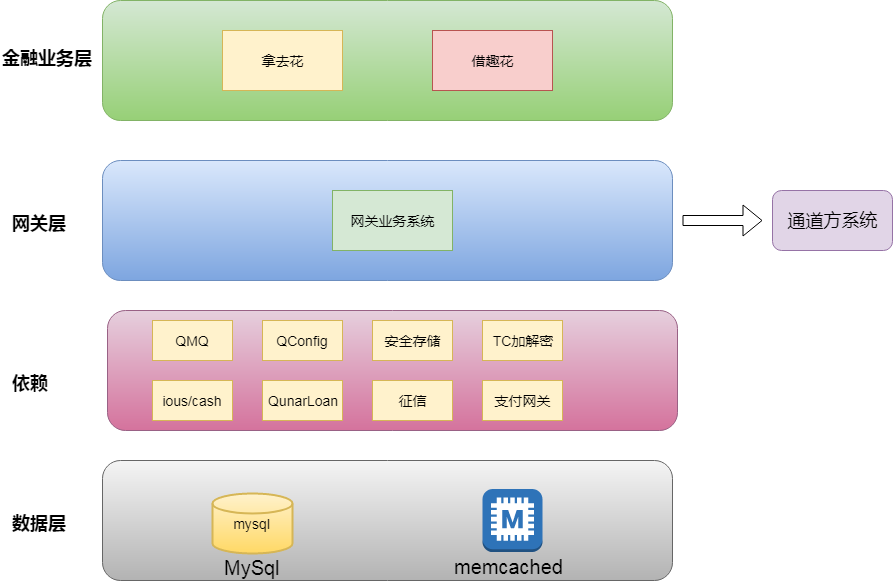 金融业务层
拿去花
借趣花
网关层
网关业务系统
通道方系统
依赖
QMQ
QConfig
安全存储
TC加解密
ious/cash
QunarLoan
征信
支付网关
数据层
mysql
MySql
M
memcached